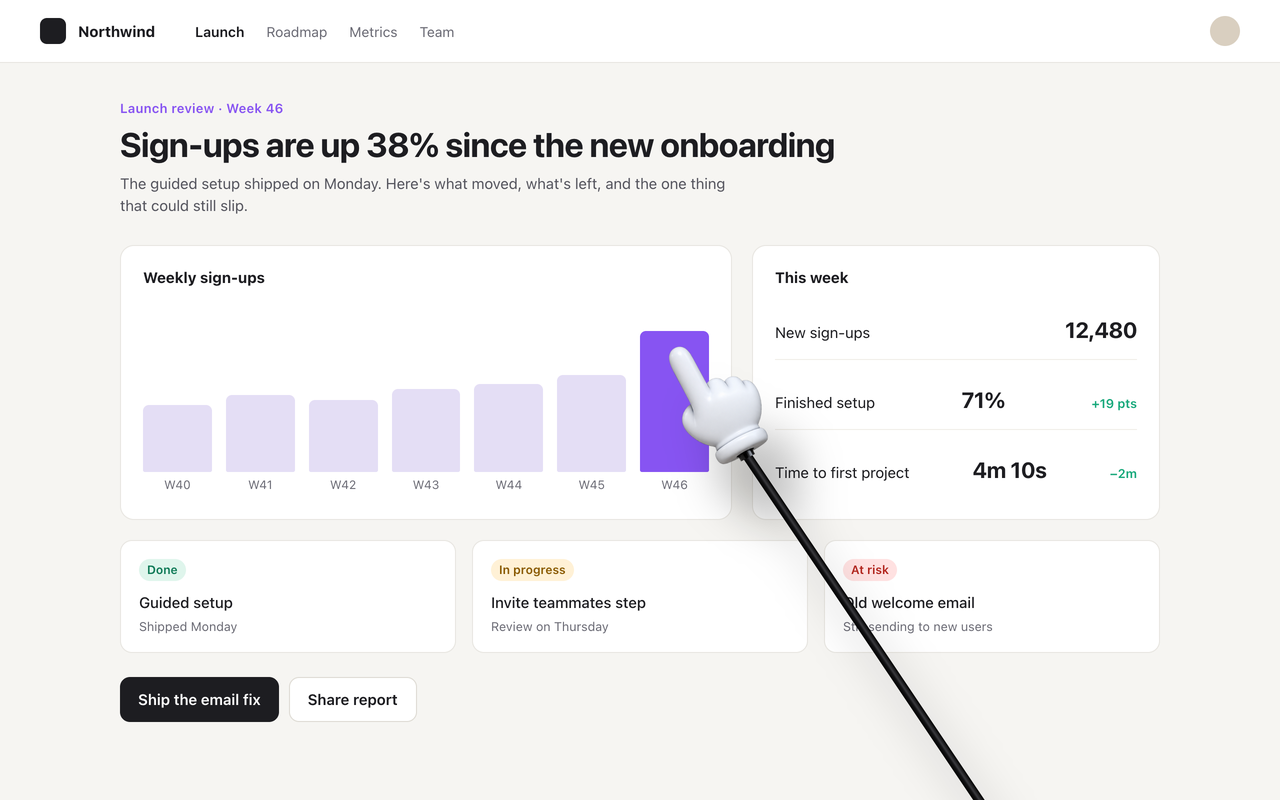 Northwind
Launch
Roadmap
Metrics
Team
Launch review · Week 46
Sign-ups are up 38% since the new onboarding
The guided setup shipped on Monday. Here's what moved, what's left, and the one thing
that could still slip.
Weekly sign-ups
W40
W41
W42
W43
W44
W45
W46
This week
New sign-ups
12,480
Finished setup
71%
+19 pts
Time to first project
4m 10s
−2m
Done
Guided setup
Shipped Monday
In progress
Invite teammates step
Review on Thursday
At risk
Old welcome email
Still sending to new users
Ship the email fix
Share report